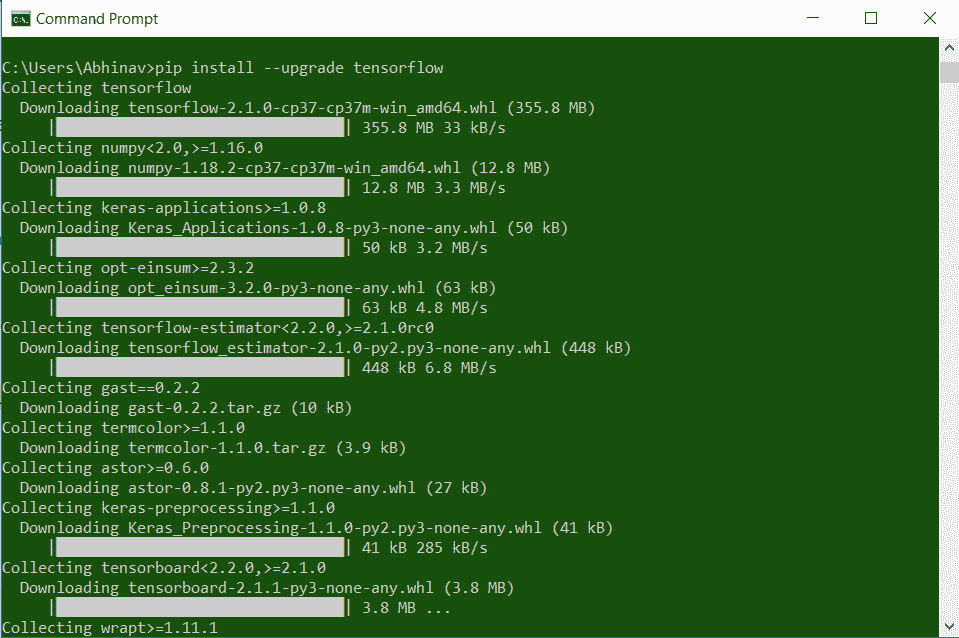 Command Prompt
C:\Users\Abhinav>pip install --upgrade tensorflow
Collecting tensorflow
Downloading tensorflow-2.1.0-cp37-cp37m-win_amd64.whl (355.8 MB)
|| 355.8 MB 33 kB/s
Collecting numpy<2.0,>=1.16.0
Downloading numpy-1.18.2-cp37-cp37m-win_amd64.whl (12.8 MB)
|| 12.8 MB 3.3 MB/s
Collecting keras-applications>=1.0.8
Downloading Keras_Applications-1.0.8-py3-none-any.whl (50 kB)
|| 50 kB 3.2 MB/s
Collecting opt-einsum>=2.3.2
Downloading opt_einsum-3.2.0-py3-none-any.whl (63 kB)
|| 63 kB 4.8 MB/s
Collecting tensorflow-estimator<2.2.0,>=2.1.0rc0
Downloading tensorflow_estimator-2.1.0-py2.py3-none-any.whl (448 kB)
|| 448 kB 6.8 MB/s
Collecting gast==0.2.2
Downloading gast-0.2.2.tar.gz (10 kB)
Collecting termcolor>=1.1.0
Downloading termcolor-1.1.0.tar.gz (3.9 kB)
Collecting astor>=0.6.0
Downloading astor-0.8.1-py2.py3-none-any.whl (27 kB)
Collecting keras-preprocessing>=1.1.0
Downloading Keras_Preprocessing-1.1.0-py2.py3-none-any.whl (41 kB)
|| 41 kB 285 kB/s
Collecting tensorboard<2.2.0,>=2.1.0
Downloading tensorboard-2.1.1-py3-none-any.whl (3.8 MB)
|| 3.8 MB ...
Collecting wrapt>=1.11.1